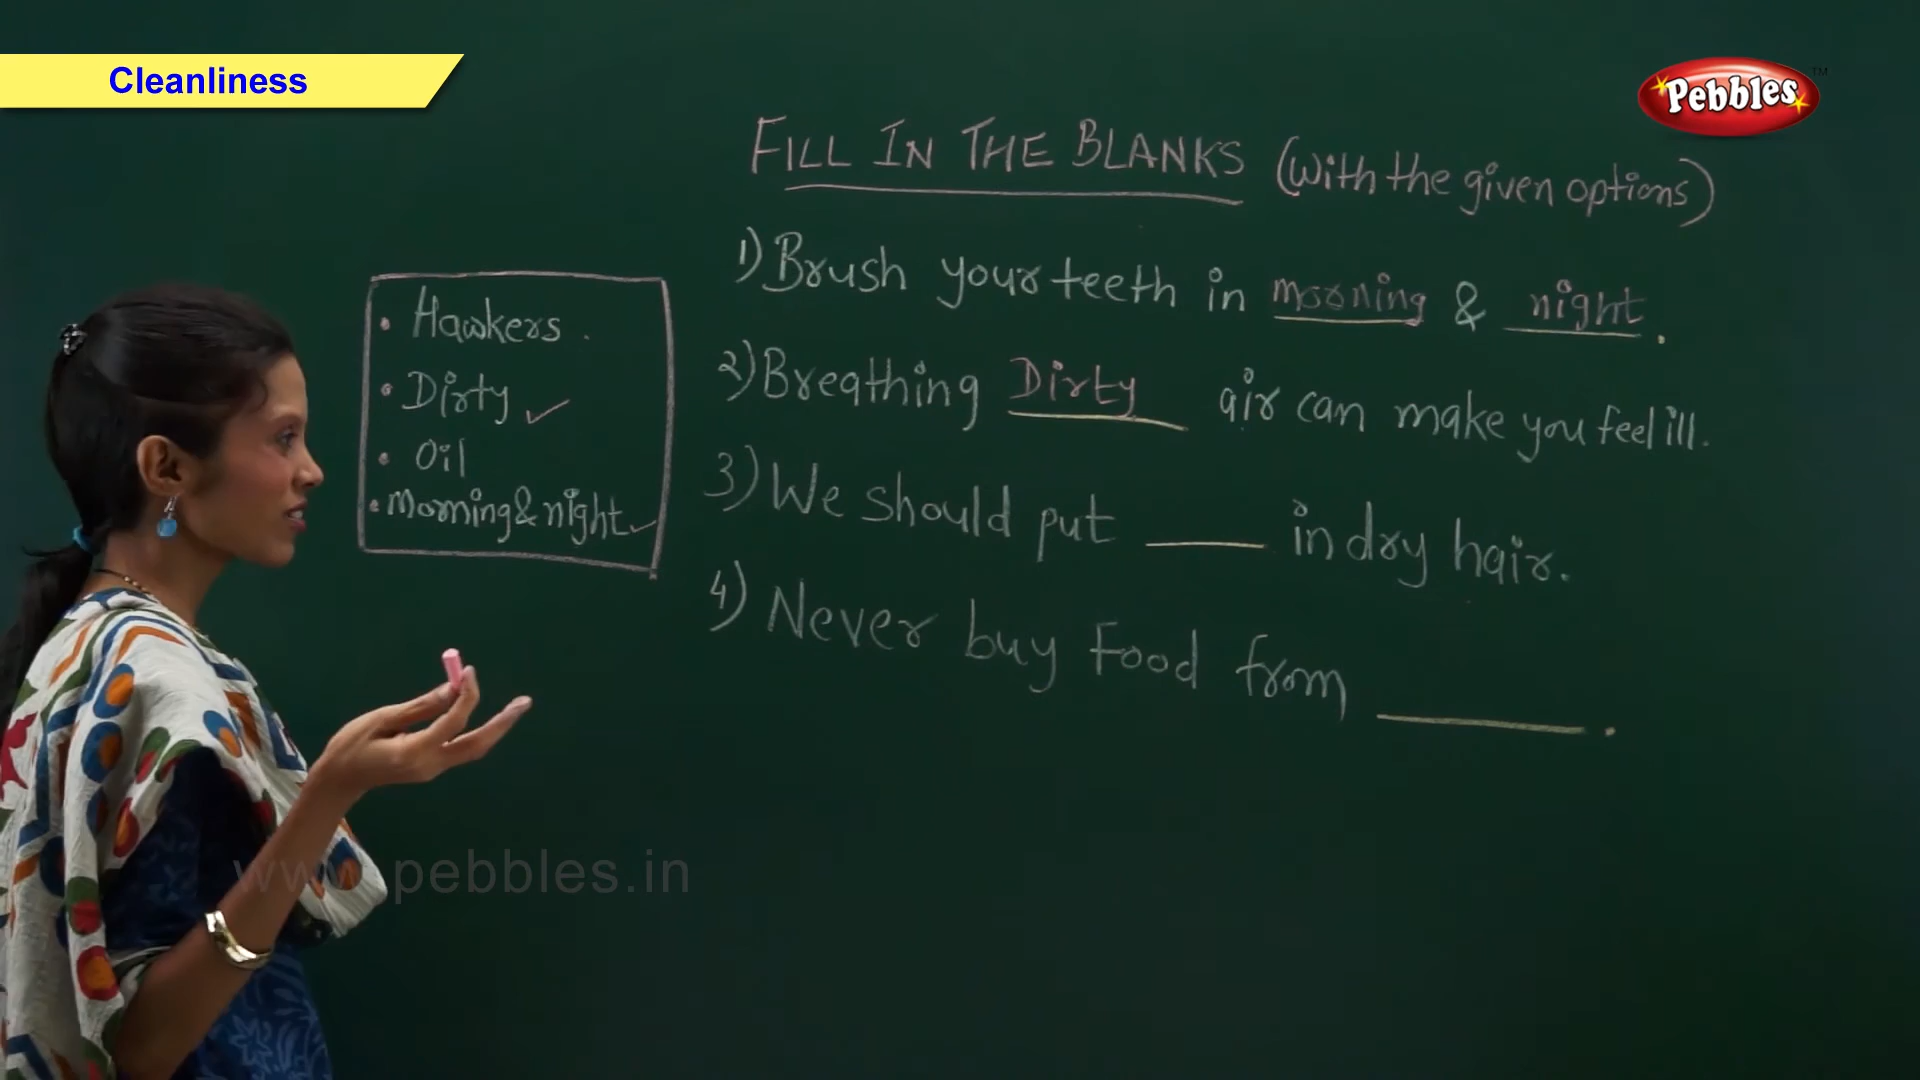 Cleanliness
Pebbles TM
FILL IN THE BLANKS (With the given options)
• Hawkers .
• Dirty ✓
• Oil
• Morning & night ✓
1) Brush your teeth in morning & night.
2) Breathing Dirty air can make you feel ill.
3) We should put ____ in dry hair.
4) Never buy Food from ______.
www.pebbles.in